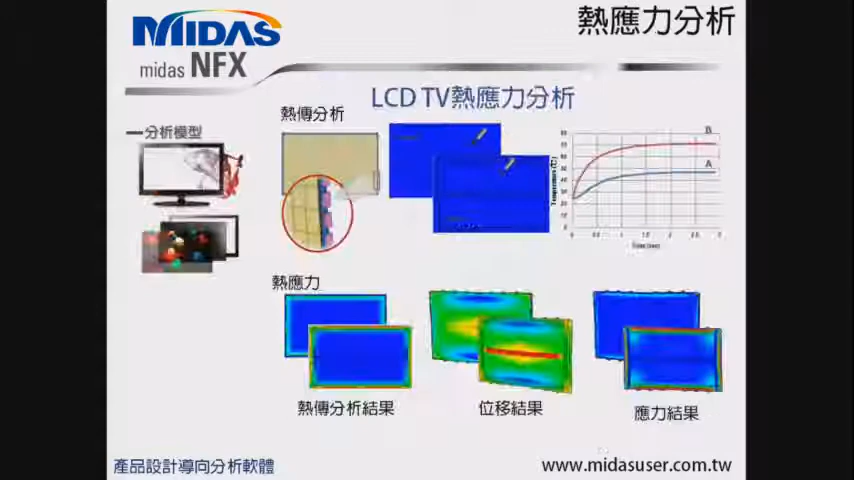 熱應力分析
MIDAS
midas NFX
LCD TV熱應力分析
熱傳分析
一分析模型
B
A
Temperature (°C)
熱應力
熱傳分析結果
位移結果
應力結果
產品設計導向分析軟體
www.midasuser.com.tw